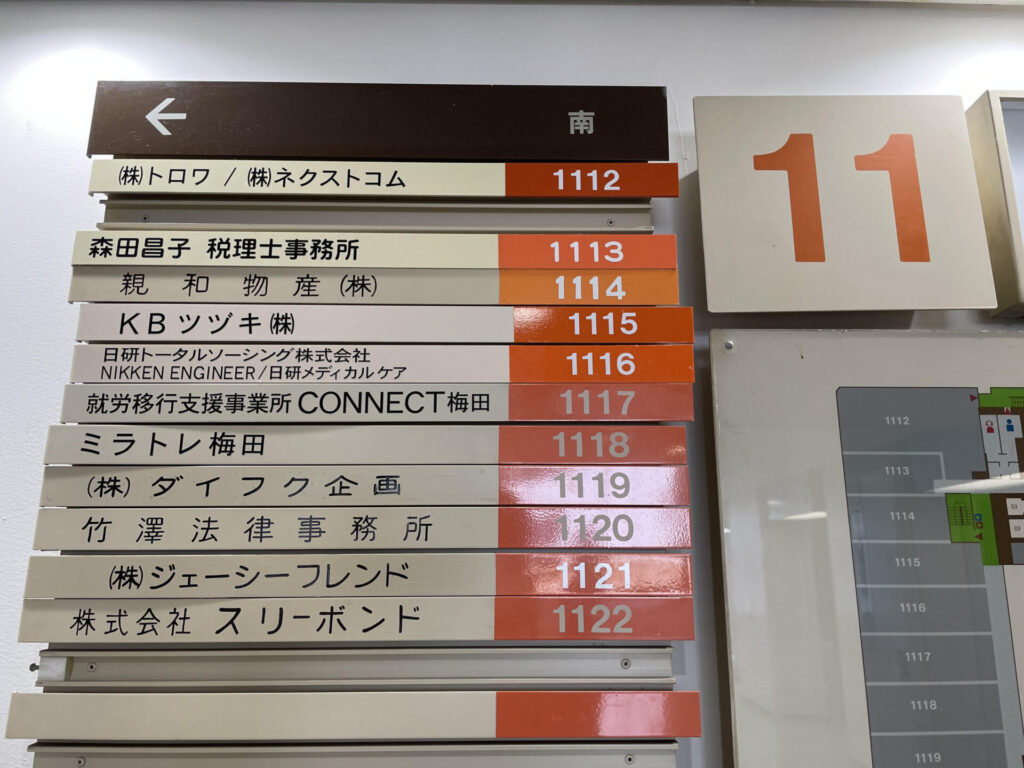 ← 南
㈱トロワ / ㈱ネクストコム 1112
森田昌子 税理士事務所 1113
親和物産㈱ 1114
KBツヅキ㈱ 1115
日研トータルソーシング株式会社
NIKKEN ENGINEER/日研メディカルケア 1116
就労移行支援事業所 CONNECT梅田 1117
ミラトレ梅田 1118
(株)ダイフク企画 1119
竹澤法律事務所 1120
㈱ジェーシーフレンド 1121
株式会社 スリーボンド 1122
11
1112
1113
1114
1115
1116
1117
1118
1119